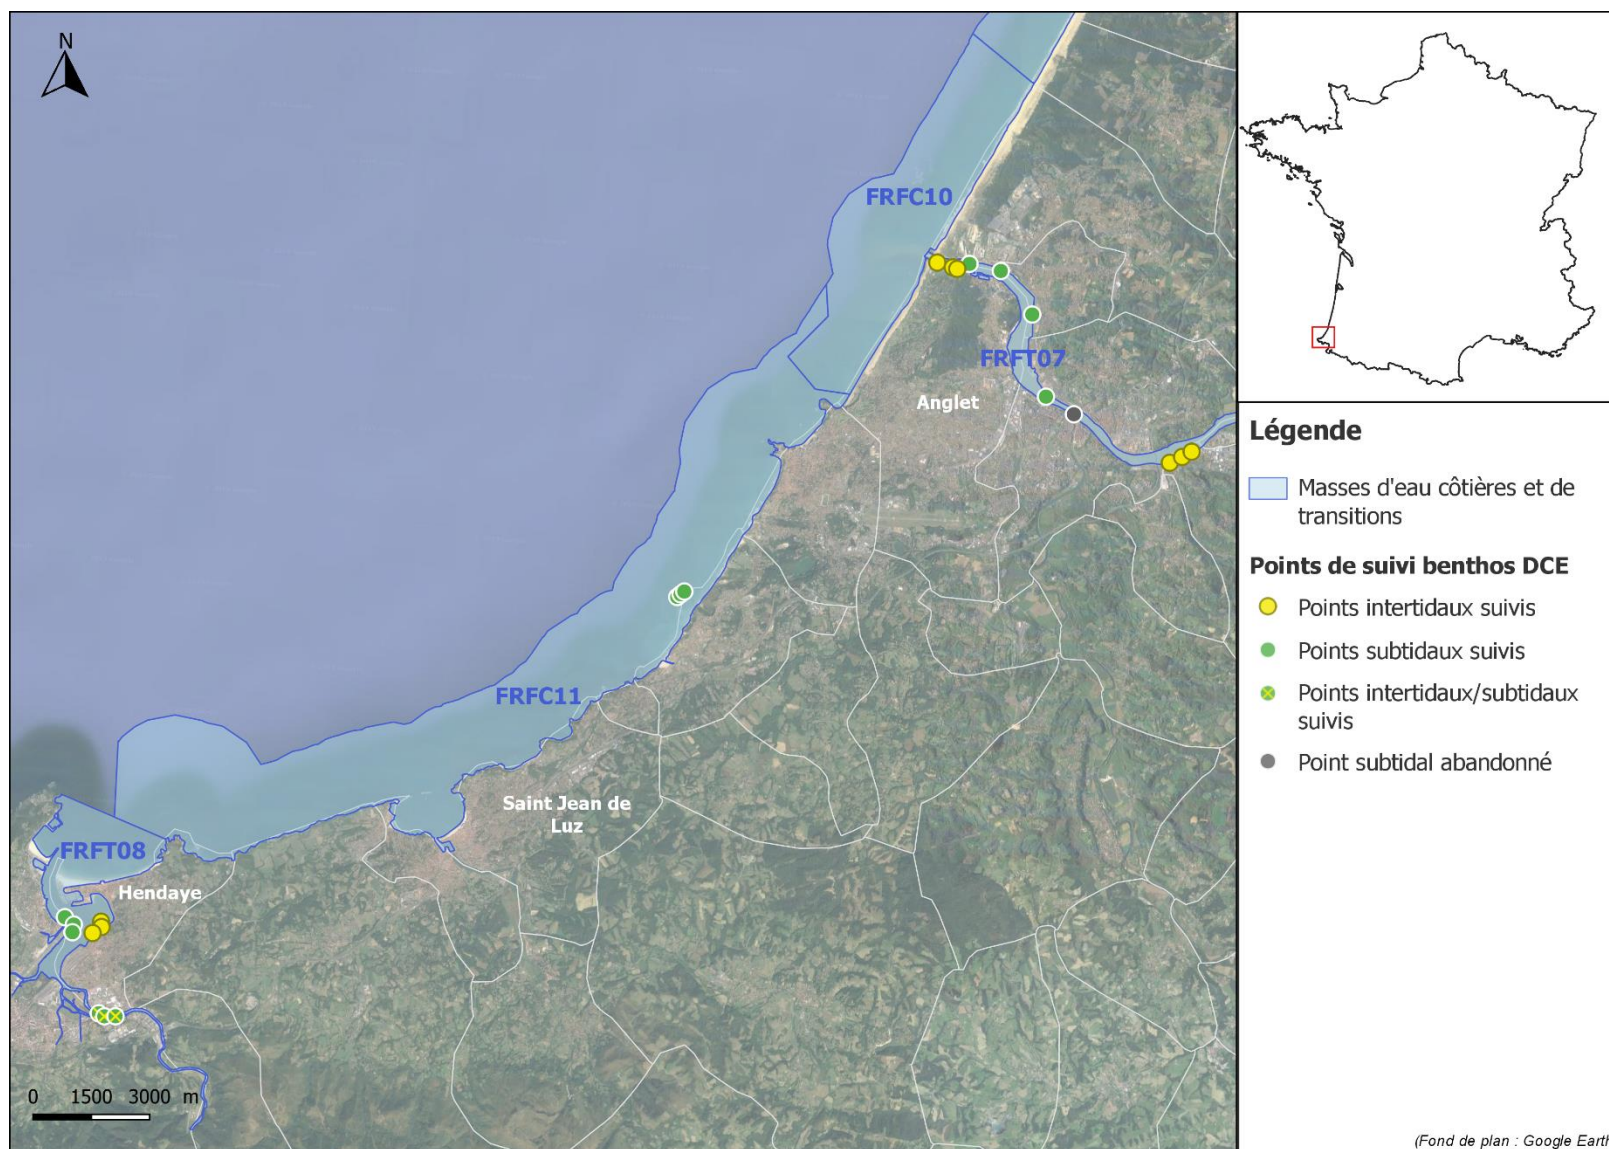 N
FRFC10
FRFT07
Anglet
FRFC11
Saint Jean de
Luz
FRFT08
Hendaye
0 1500 3000 m
Légende
Masses d'eau côtières et de
transitions
Points de suivi benthos DCE
Points intertidaux suivis
Points subtidaux suivis
Points intertidaux/subtidaux
suivis
Point subtidal abandonné
(Fond de plan : Google Earth